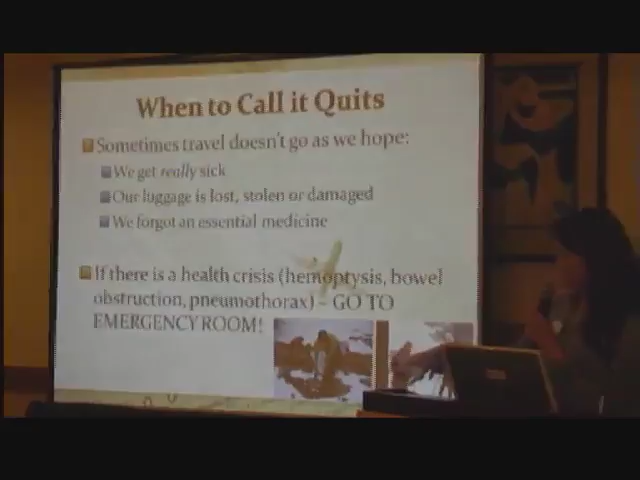 When to Call it Quits
Sometimes travel doesn't go as we hope:
We get really sick
Our luggage is lost, stolen or damaged
We forgot an essential medicine
If there is a health crisis (hemoptysis, bowel
obstruction, pneumothorax) – GO TO
EMERGENCY ROOM!